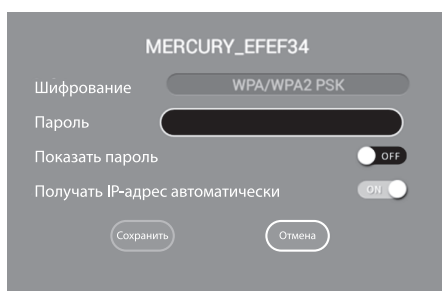 MERCURY_EFEF34
Шифрование WPA/WPA2 PSK
Пароль
Показать пароль OFF
Получать IP-адрес автоматически ON
Сохранить Отмена